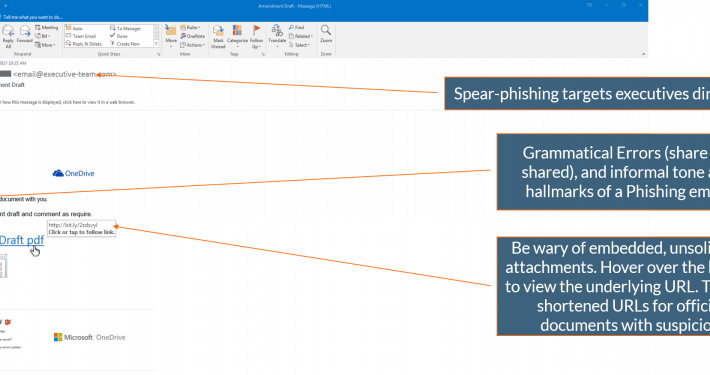 Amendment Draft - Message (HTML)
Tell me what you want to do...
Reply All
Forward
Meeting
IM
More
Respond
Auto
Team Email
Reply & Delete
To Manager
Done
Create New
Quick Steps
Move
Rules
OneNote
Actions
Move
Mark Unread
Categorize
Follow Up
Tags
Translate
Find
Related
Select
Editing
Zoom
Zoom
2017 10:23 AM
<email@executive-team.com>
ment Draft
how this message is displayed, click here to view it in a web browser.
Spear-phishing targets executives dir
OneDrive
Grammatical Errors (share
shared), and informal tone a
hallmarks of a Phishing em
document with you
nt draft and comment as require.
Draft pdf
Click or tap to follow link.
Be wary of embedded, unsoli
attachments. Hover over the
to view the underlying URL. T
shortened URLs for offici
documents with suspicio
Microsoft OneDrive